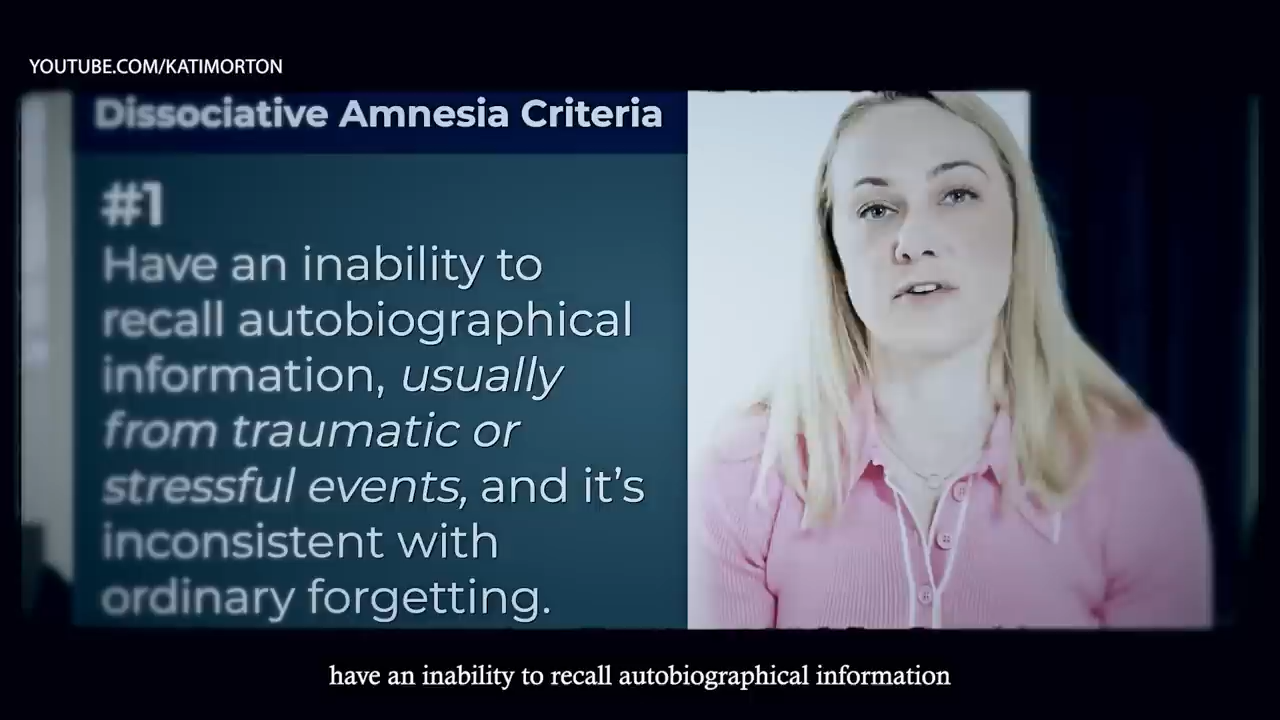 YOUTUBE.COM/KATIMORTON
Dissociative Amnesia Criteria
#1
Have an inability to
recall autobiographical
information, usually
from traumatic or
stressful events, and it's
inconsistent with
ordinary forgetting.
have an inability to recall autobiographical information